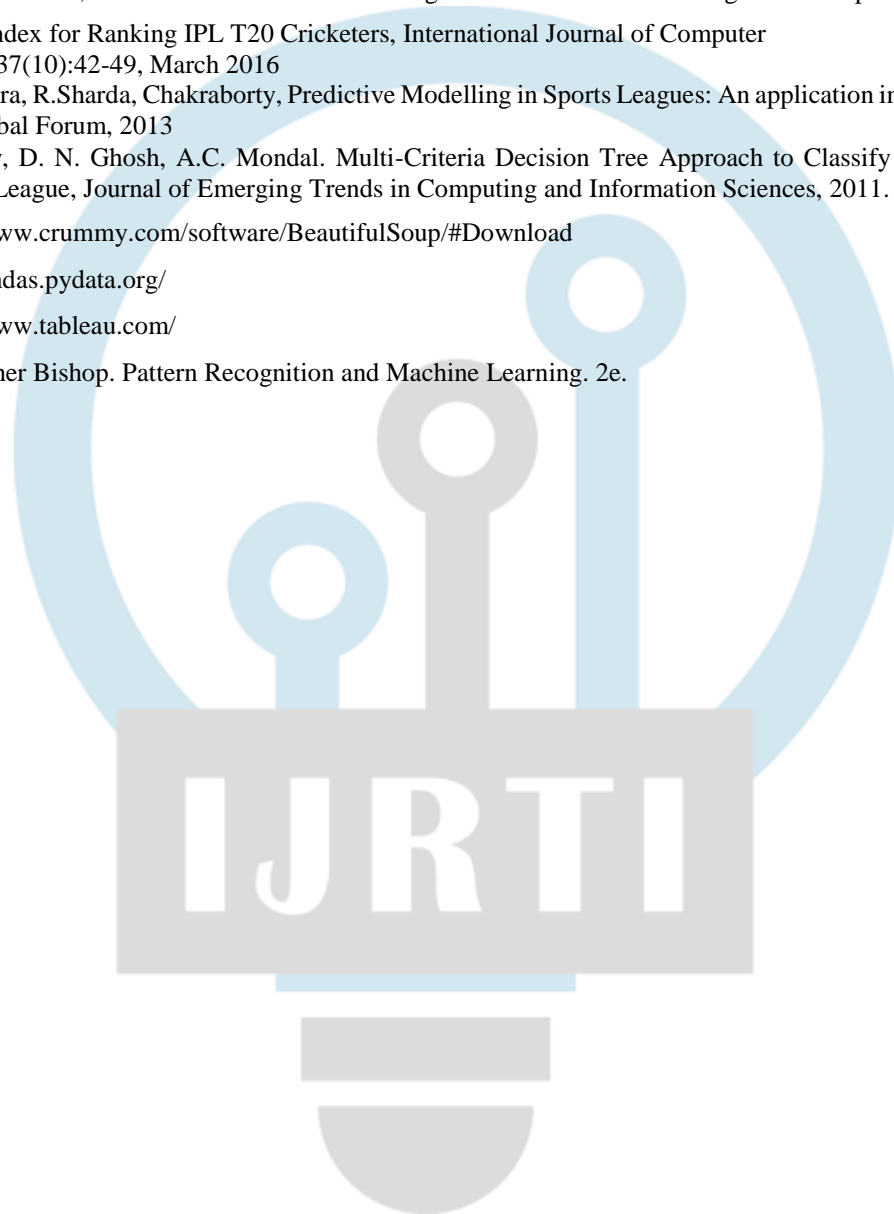 ndex for Ranking IPL T20 Cricketers, International Journal of Computer
37(10):42-49, March 2016
ra, R.Sharda, Chakraborty, Predictive Modelling in Sports Leagues: An application in
bal Forum, 2013
, D. N. Ghosh, A.C. Mondal. Multi-Criteria Decision Tree Approach to Classify
League, Journal of Emerging Trends in Computing and Information Sciences, 2011.
ww.crummy.com/software/BeautifulSoup/#Download
ndas.pydata.org/
ww.tableau.com/
her Bishop. Pattern Recognition and Machine Learning. 2e.
IJRTI